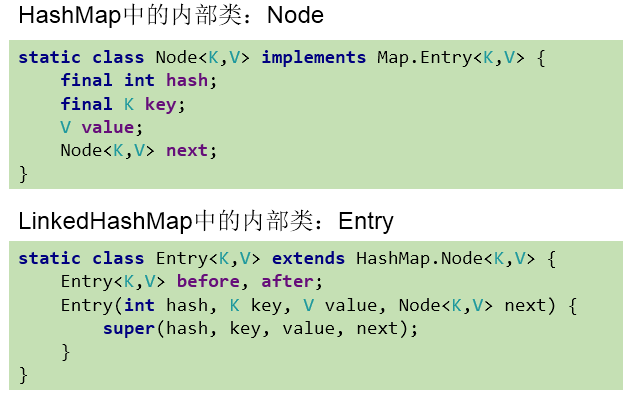 HashMap中的内部类：Node
static class Node<K,V> implements Map.Entry<K,V> {
    final int hash;
    final K key;
    V value;
    Node<K,V> next;
}
LinkedHashMap中的内部类：Entry
static class Entry<K,V> extends HashMap.Node<K,V> {
    Entry<K,V> before, after;
    Entry(int hash, K key, V value, Node<K,V> next) {
        super(hash, key, value, next);
    }
}